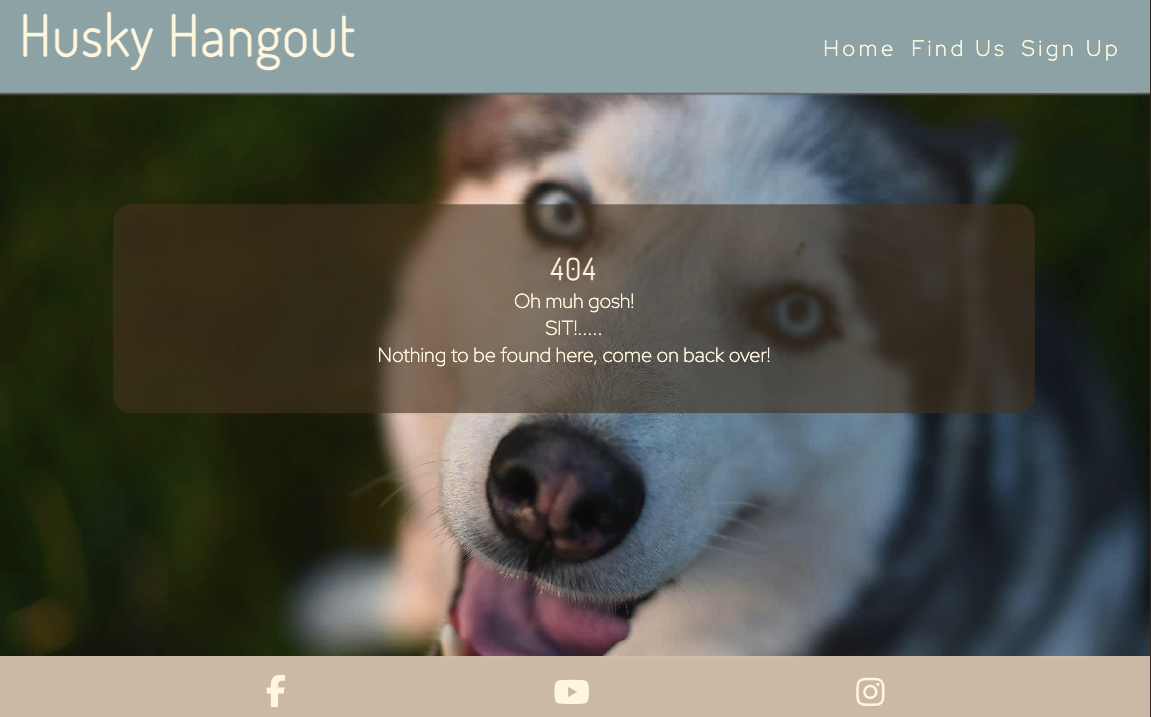 Husky Hangout
Home Find Us Sign Up
404
Oh muh gosh!
SIT!.....
Nothing to be found here, come on back over!